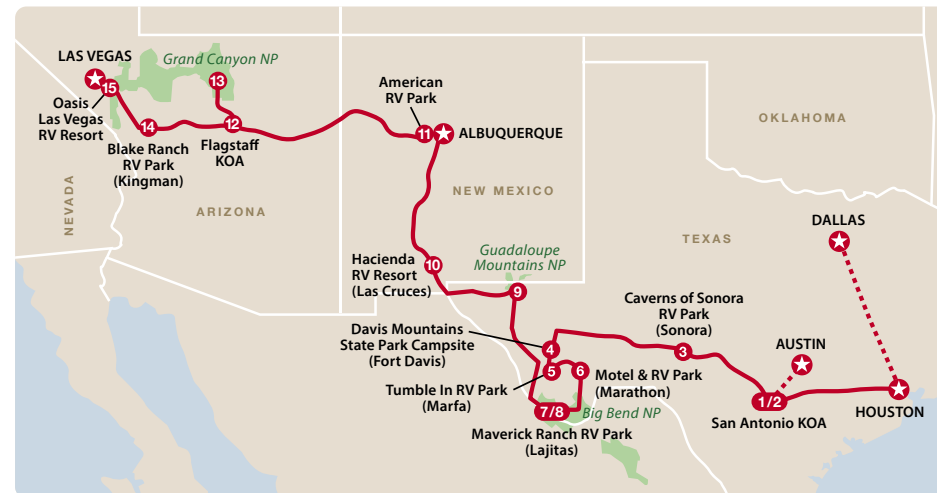 LAS VEGAS
Grand Canyon NP
13
15
Oasis
Las Vegas
RV Resort
14
Blake Ranch
RV Park
(Kingman)
12
Flagstaff
KOA
American
RV Park
11
ALBUQUERQUE
OKLAHOMA
NEVADA
ARIZONA
NEW MEXICO
TEXAS
DALLAS
Hacienda
RV Resort
(Las Cruces)
10
Guadaloupe
Mountains NP
9
Caverns of Sonora
RV Park
(Sonora)
3
Davis Mountains
State Park Campsite
(Fort Davis)
4
AUSTIN
5
6
Tumble In RV Park
(Marfa)
Motel & RV Park
(Marathon)
1/2
San Antonio KOA
HOUSTON
7/8
Big Bend NP
Maverick Ranch RV Park
(Lajitas)